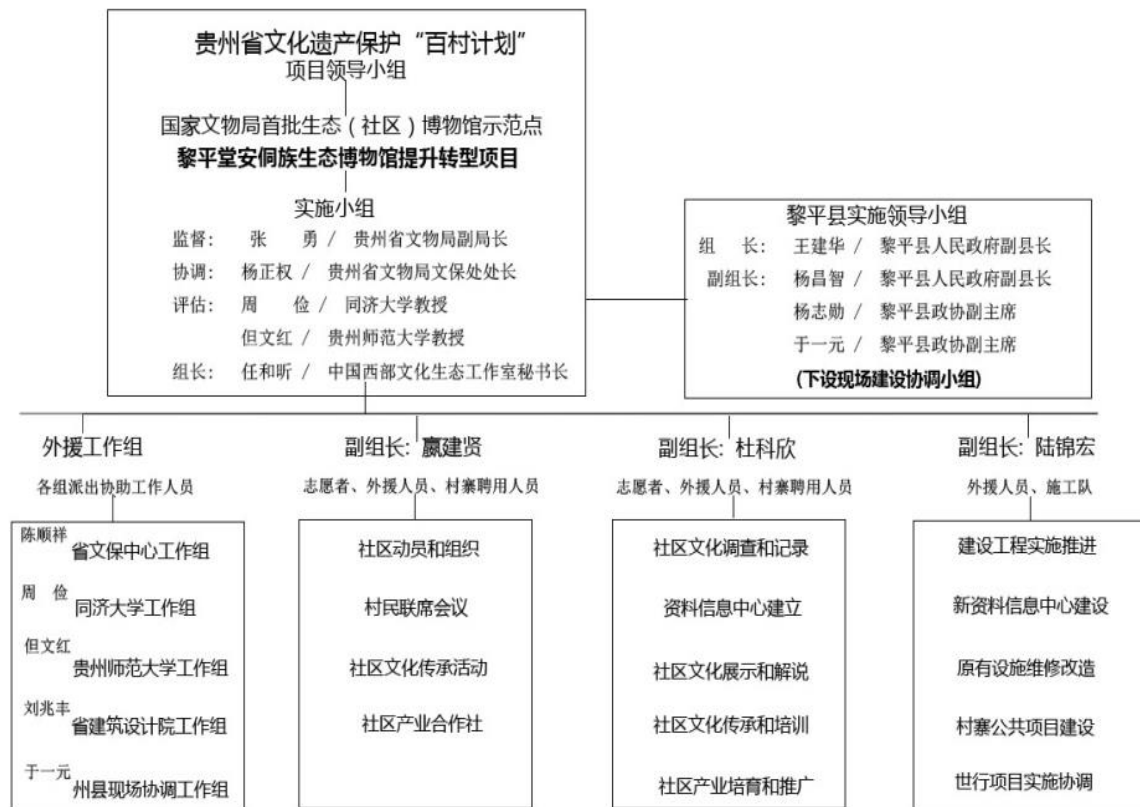 贵州省文化遗产保护“百村计划”
项目领导小组
国家文物局首批生态（社区）博物馆示范点
黎平堂安侗族生态博物馆提升转型项目
实施小组
监督： 张　勇 / 贵州省文物局副局长
协调： 杨正权 / 贵州省文物局文保处处长
评估： 周　俭 / 同济大学教授
但文红 / 贵州师范大学教授
组长： 任和昕 / 中国西部文化生态工作室秘书长
黎平县实施领导小组
组　长： 王建华 / 黎平县人民政府副县长
副组长： 杨昌智 / 黎平县人民政府副县长
杨志勋 / 黎平县政协副主席
于一元 / 黎平县政协副主席
(下设现场建设协调小组)
外援工作组
各组派出协助工作人员
陈顺祥
省文保中心工作组
周　俭
同济大学工作组
但文红
贵州师范大学工作组
刘兆丰
省建筑设计院工作组
于一元
州县现场协调工作组
副组长：嬴建贤
志愿者、外援人员、村寨聘用人员
社区动员和组织
村民联席会议
社区文化传承活动
社区产业合作社
副组长：杜科欣
志愿者、外援人员、村寨聘用人员
社区文化调查和记录
资料信息中心建立
社区文化展示和解说
社区文化传承和培训
社区产业培育和推广
副组长：陆锦宏
外援人员、施工队
建设工程实施推进
新资料信息中心建设
原有设施维修改造
村寨公共项目建设
世行项目实施协调